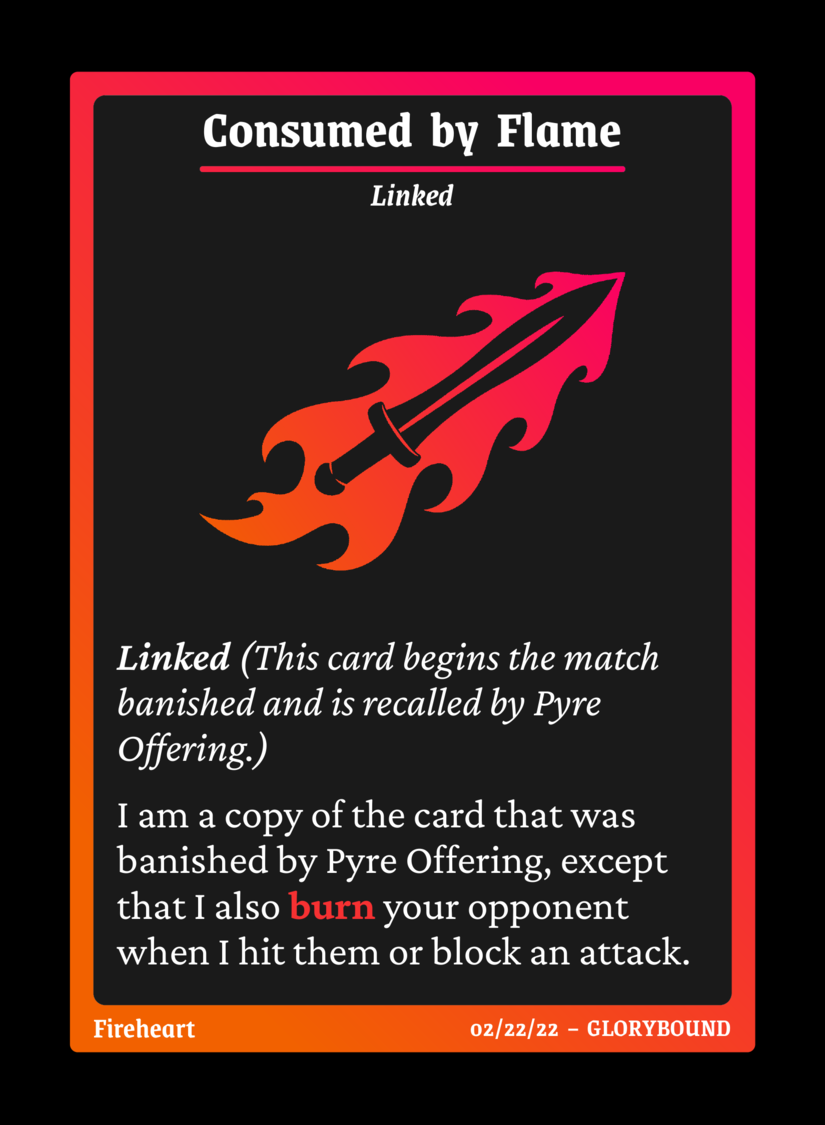 Consumed by Flame
Linked
Linked (This card begins the match
banished and is recalled by Pyre
Offering.)
I am a copy of the card that was
banished by Pyre Offering, except
that I also burn your opponent
when I hit them or block an attack.
Fireheart
02/22/22 – GLORYBOUND